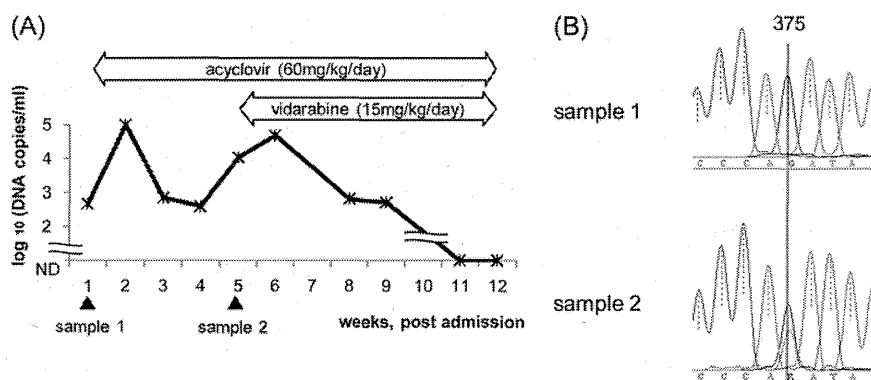 (A)
acyclovir (60mg/kg/day)
vidarabine (15mg/kg/day)
log 10 (DNA copies/ml)
5
4
3
2
ND
1 2 3 4 5 6 7 8 9 10 11 12
sample 1
sample 2
weeks, post admission
(B)
375
sample 1
C C C A G A T A
sample 2
C C C A G A T A